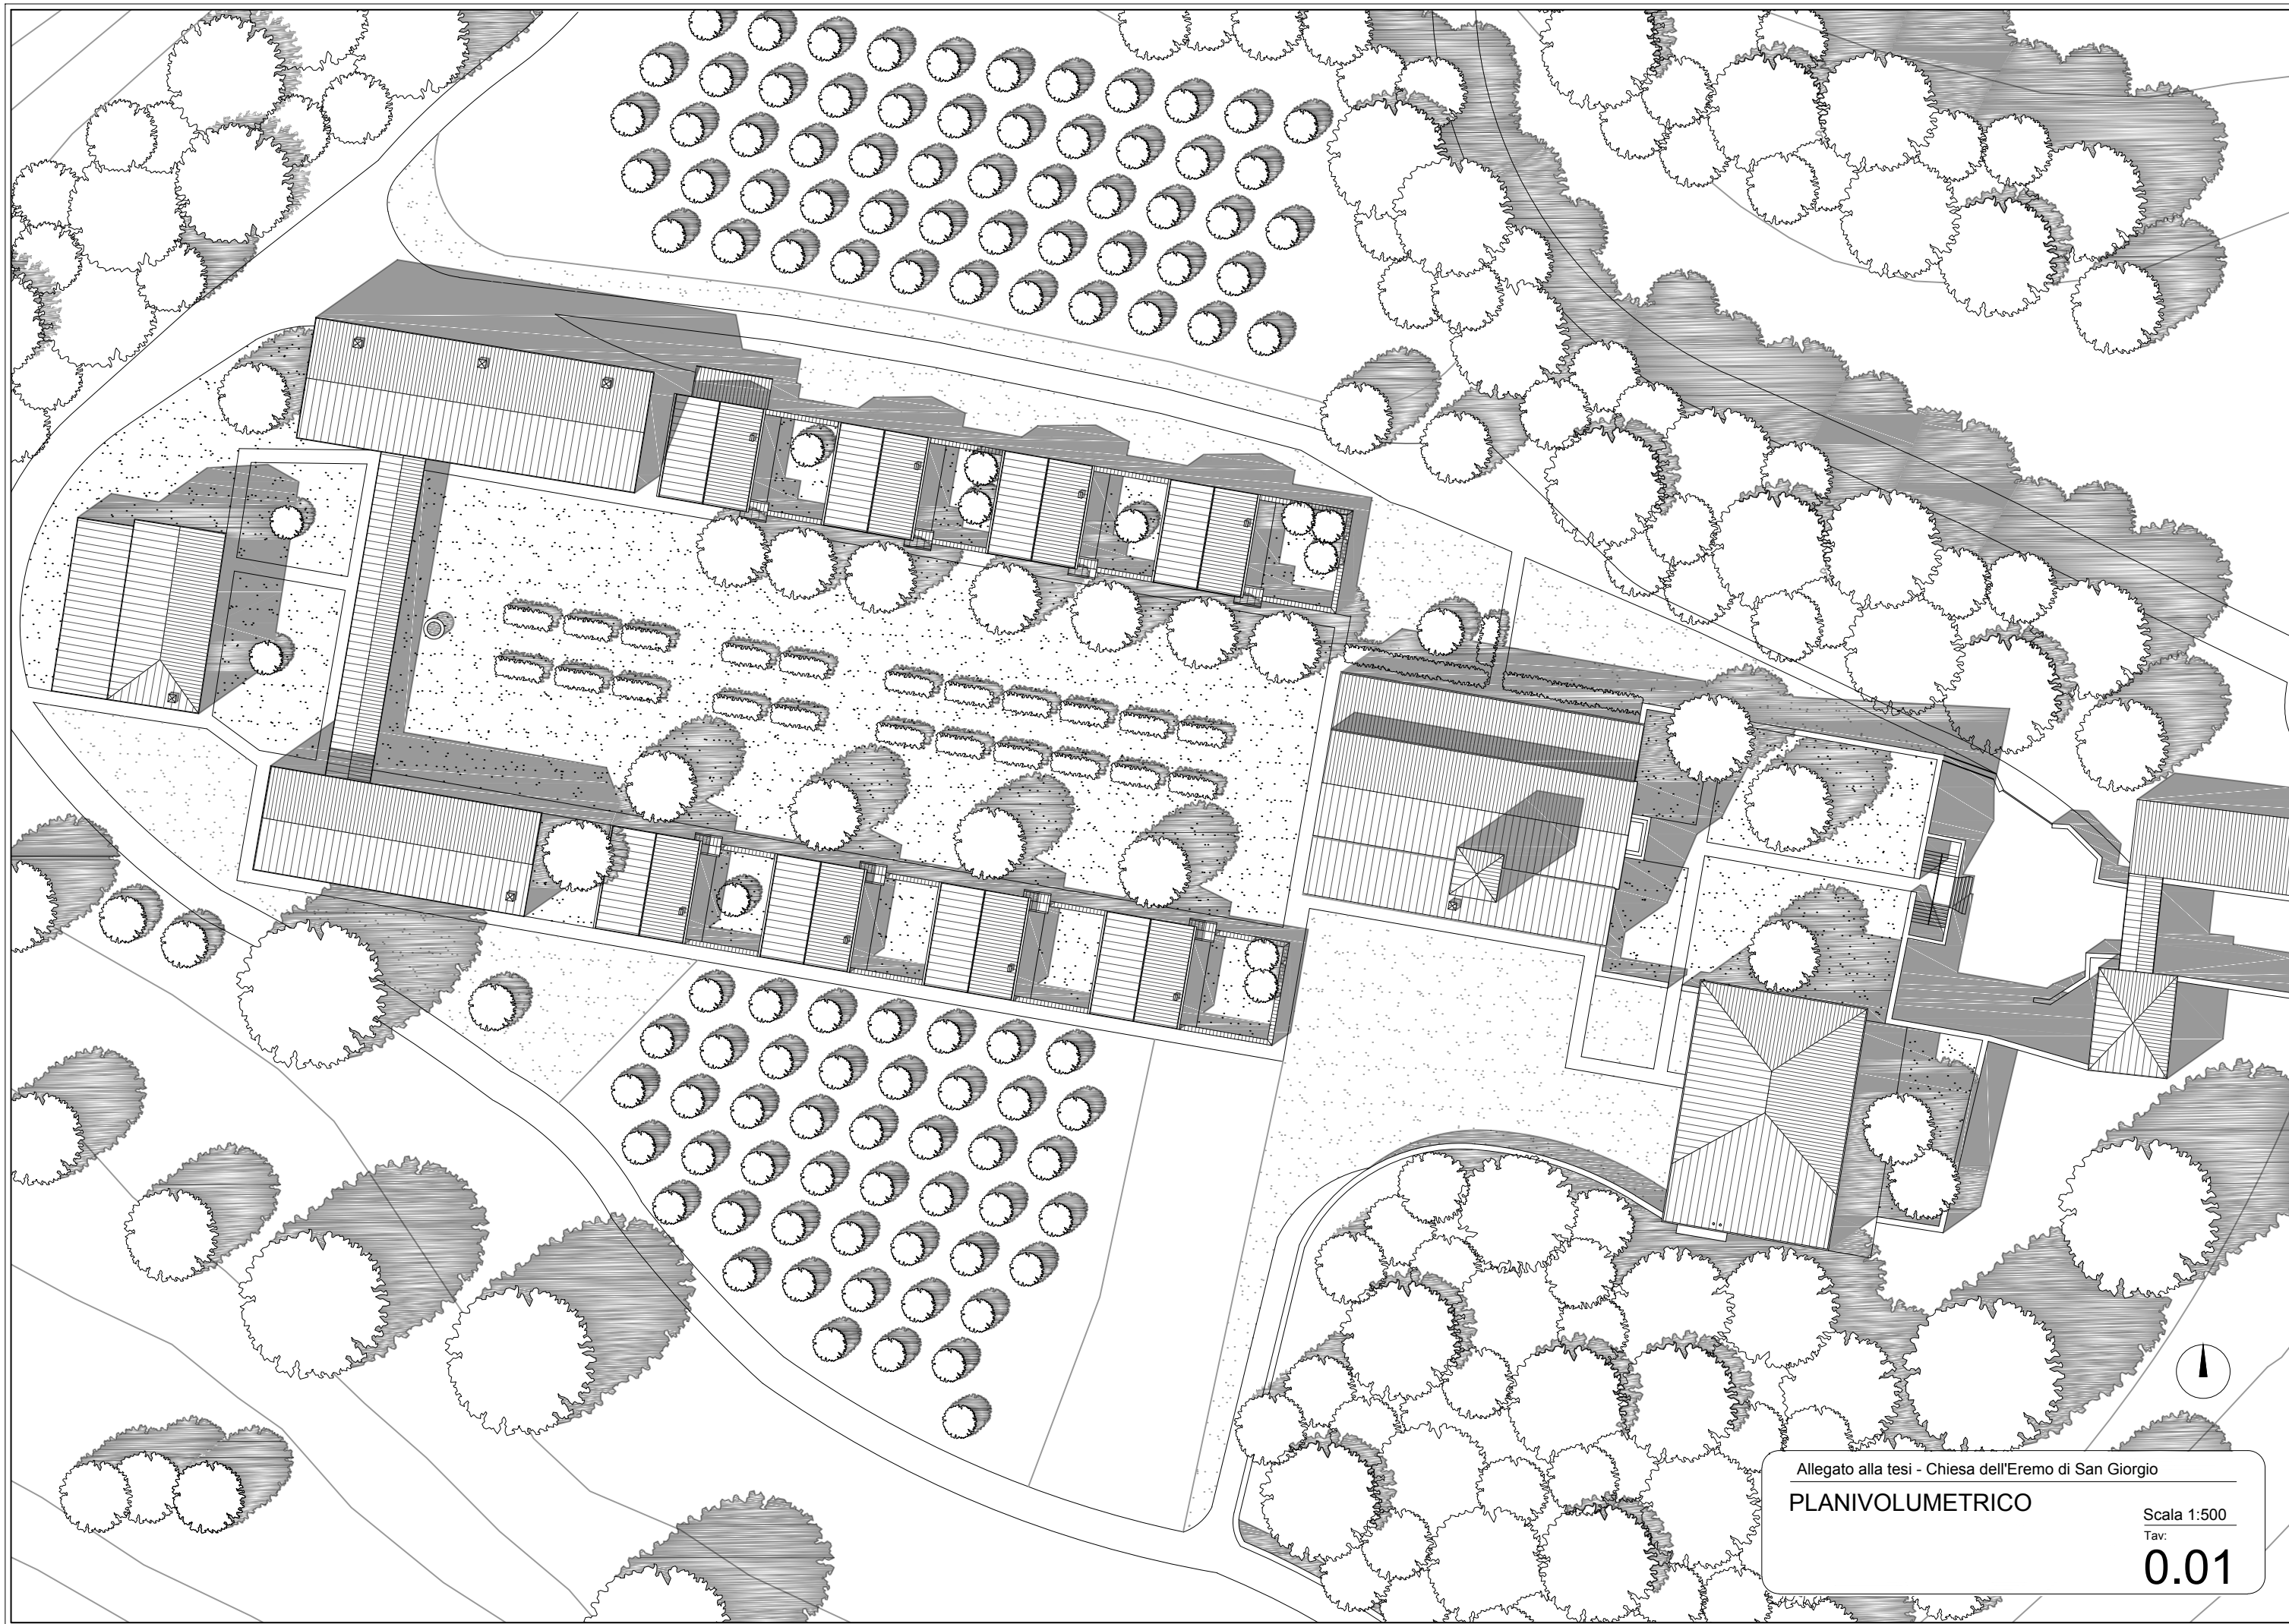 Allegato alla tesi - Chiesa dell'Eremo di San Giorgio
PLANIVOLUMETRICO
Scala 1:500
Tav:
0.01